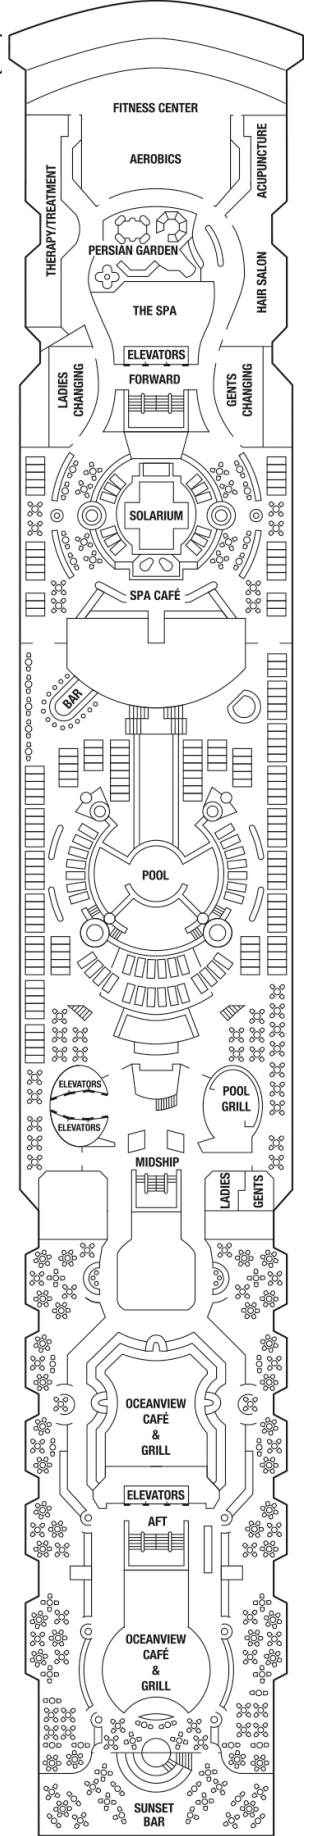 FITNESS CENTER
AEROBICS
ACUPUNCTURE
THERAPY/TREATMENT
PERSIAN GARDEN
HAIR SALON
THE SPA
ELEVATORS
FORWARD
LADIES
CHANGING
GENTS
CHANGING
SOLARIUM
SPA CAFÉ
BAR
POOL
ELEVATORS
ELEVATORS
POOL
GRILL
MIDSHIP
LADIES
GENTS
OCEANVIEW
CAFÉ
&
GRILL
ELEVATORS
AFT
OCEANVIEW
CAFÉ
&
GRILL
SUNSET
BAR